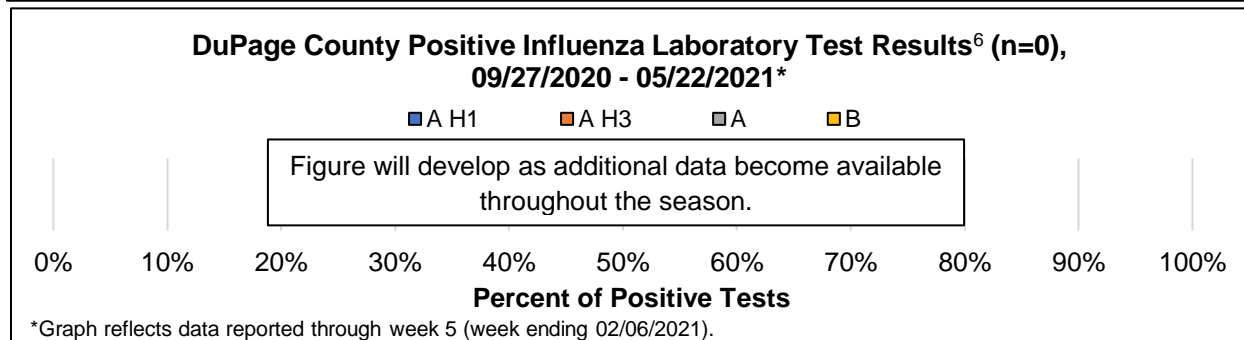 DuPage County Positive Influenza Laboratory Test Results⁶ (n=0),
09/27/2020 - 05/22/2021*
A H1 A H3 A B
Figure will develop as additional data become available
throughout the season.
0% 10% 20% 30% 40% 50% 60% 70% 80% 90% 100%
Percent of Positive Tests
*Graph reflects data reported through week 5 (week ending 02/06/2021).